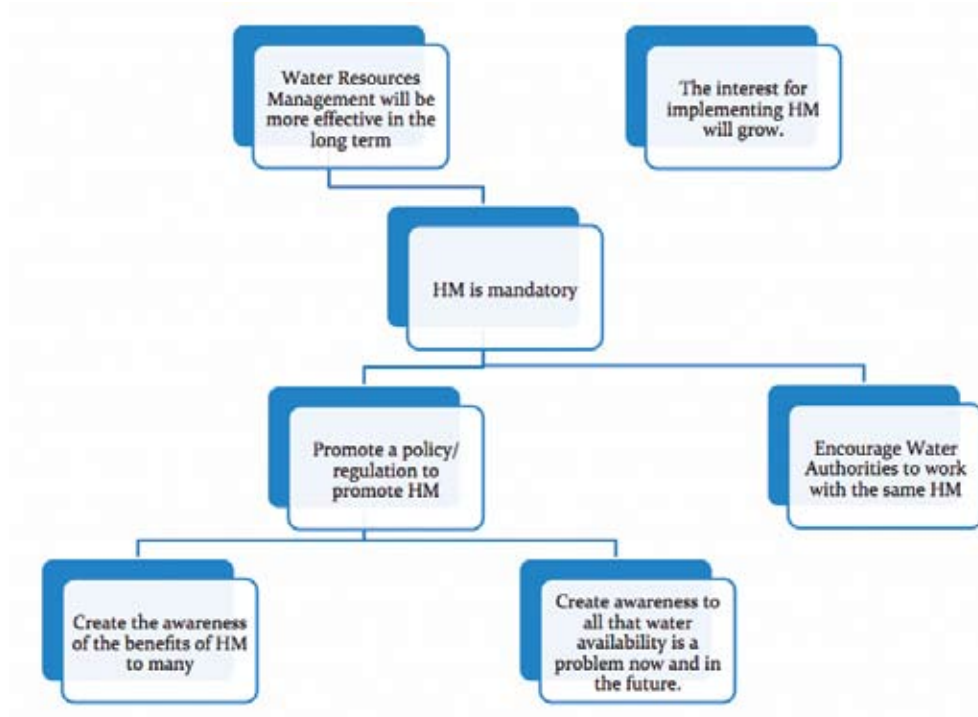 Water Resources
Management will be
more effective in the
long term
The interest for
implementing HM
will grow.
HM is mandatory
Promote a policy/
regulation to
promote HM
Encourage Water
Authorities to work
with the same HM
Create the awareness
of the benefits of HM
to many
Create awareness to
all that water
availability is a
problem now and in
the future.